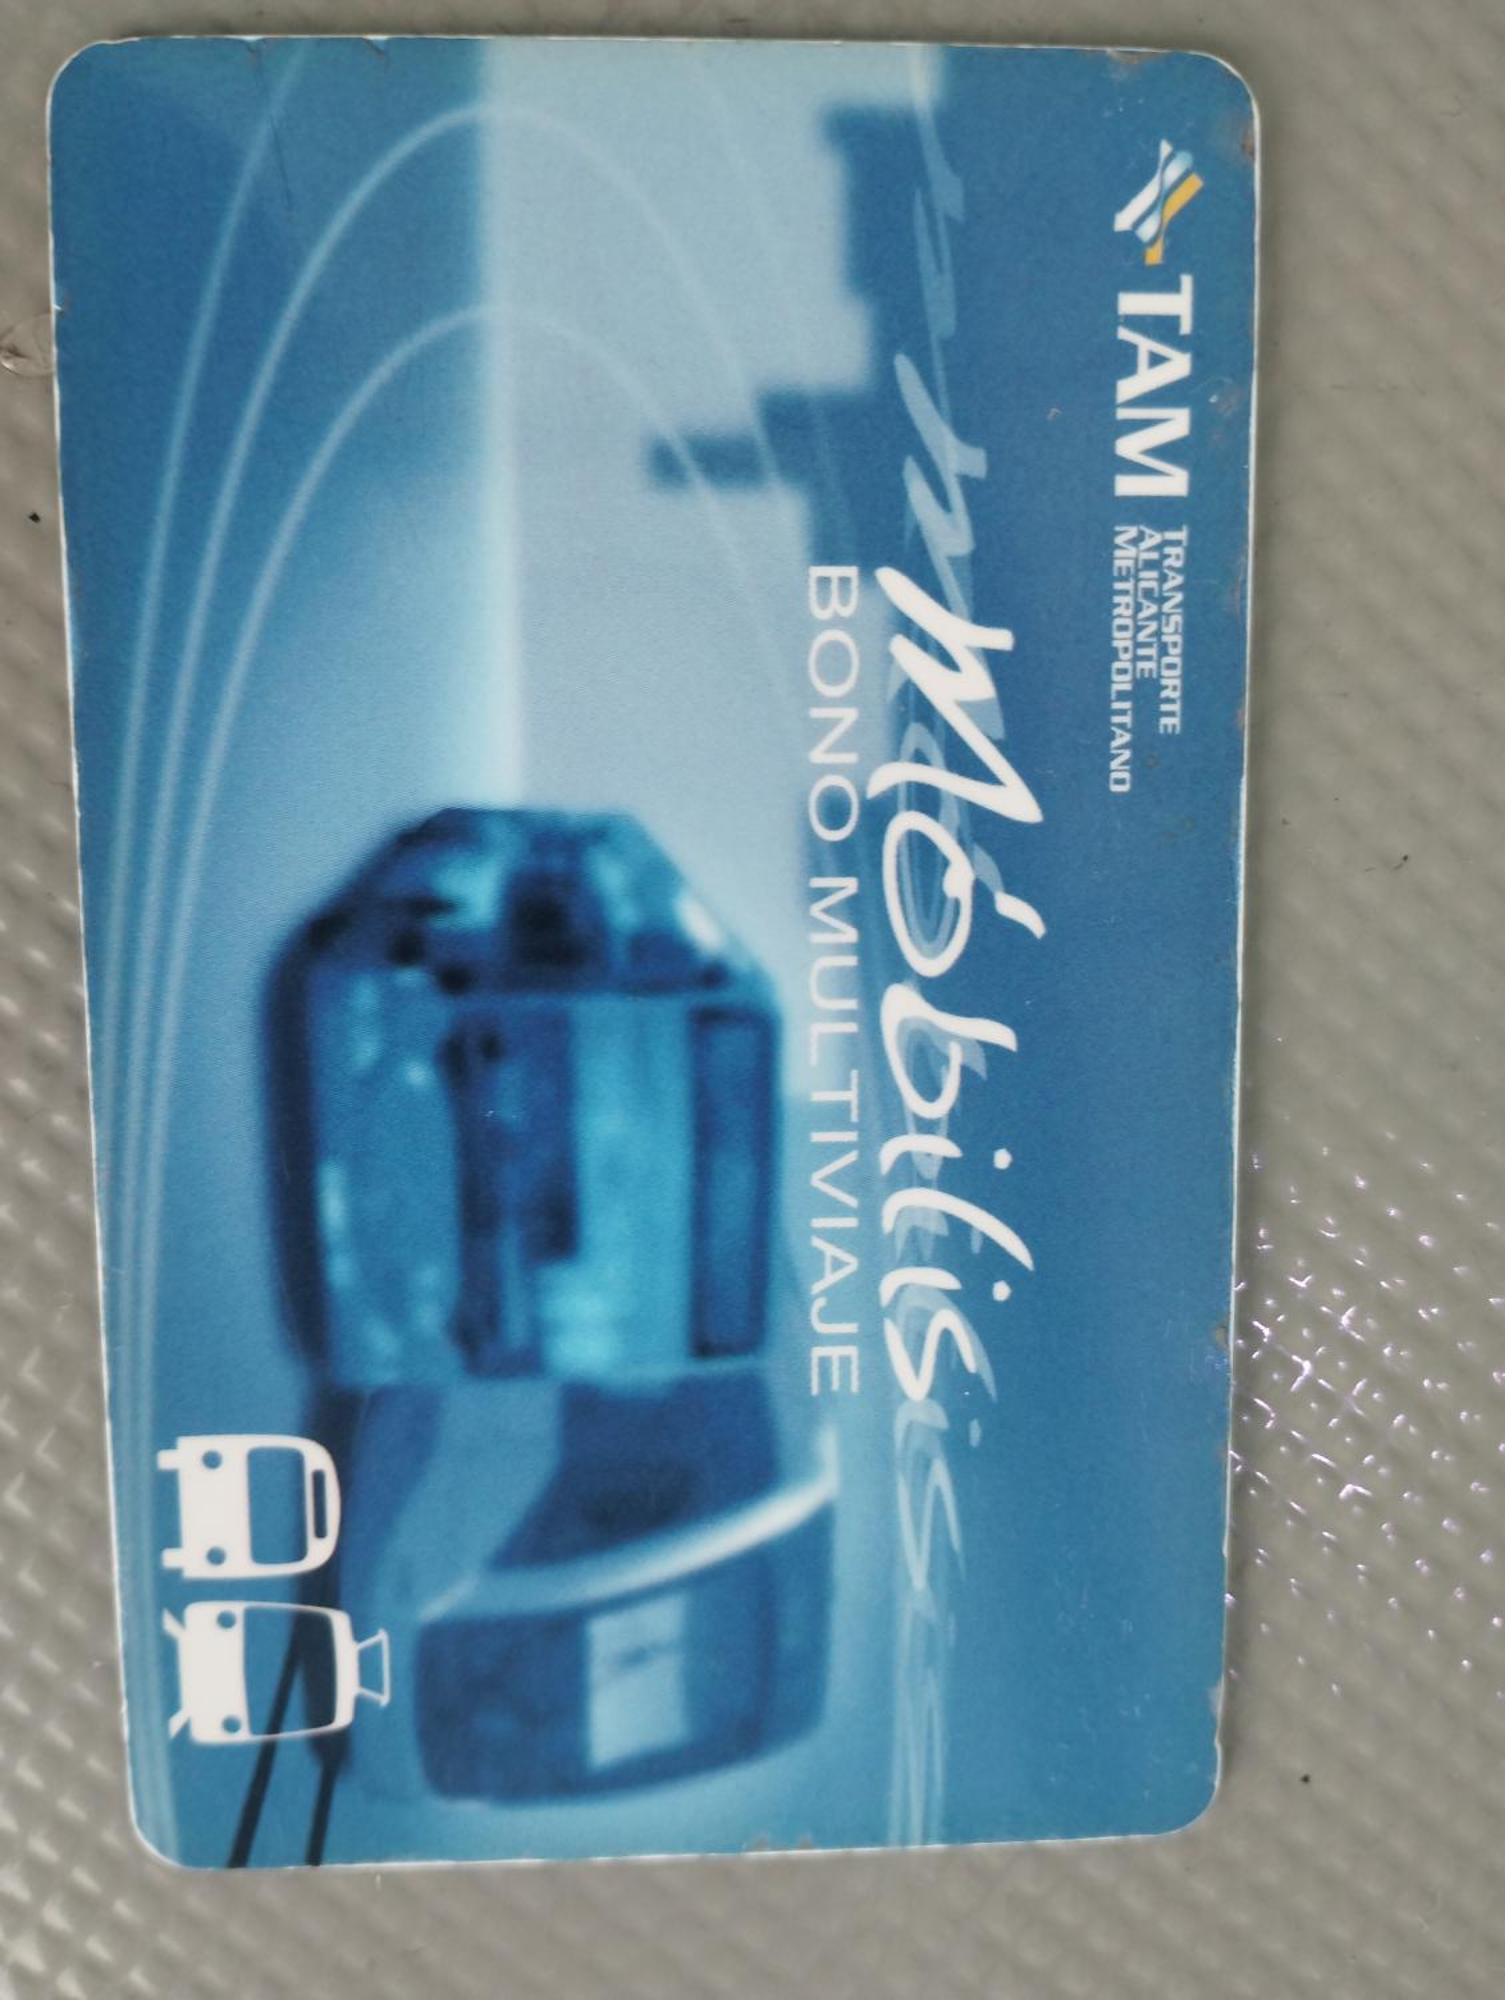 TAM
TRANSPORTE
ALICANTE
METROPOLITANO
Móbilis
BONO MULTIVIAJE